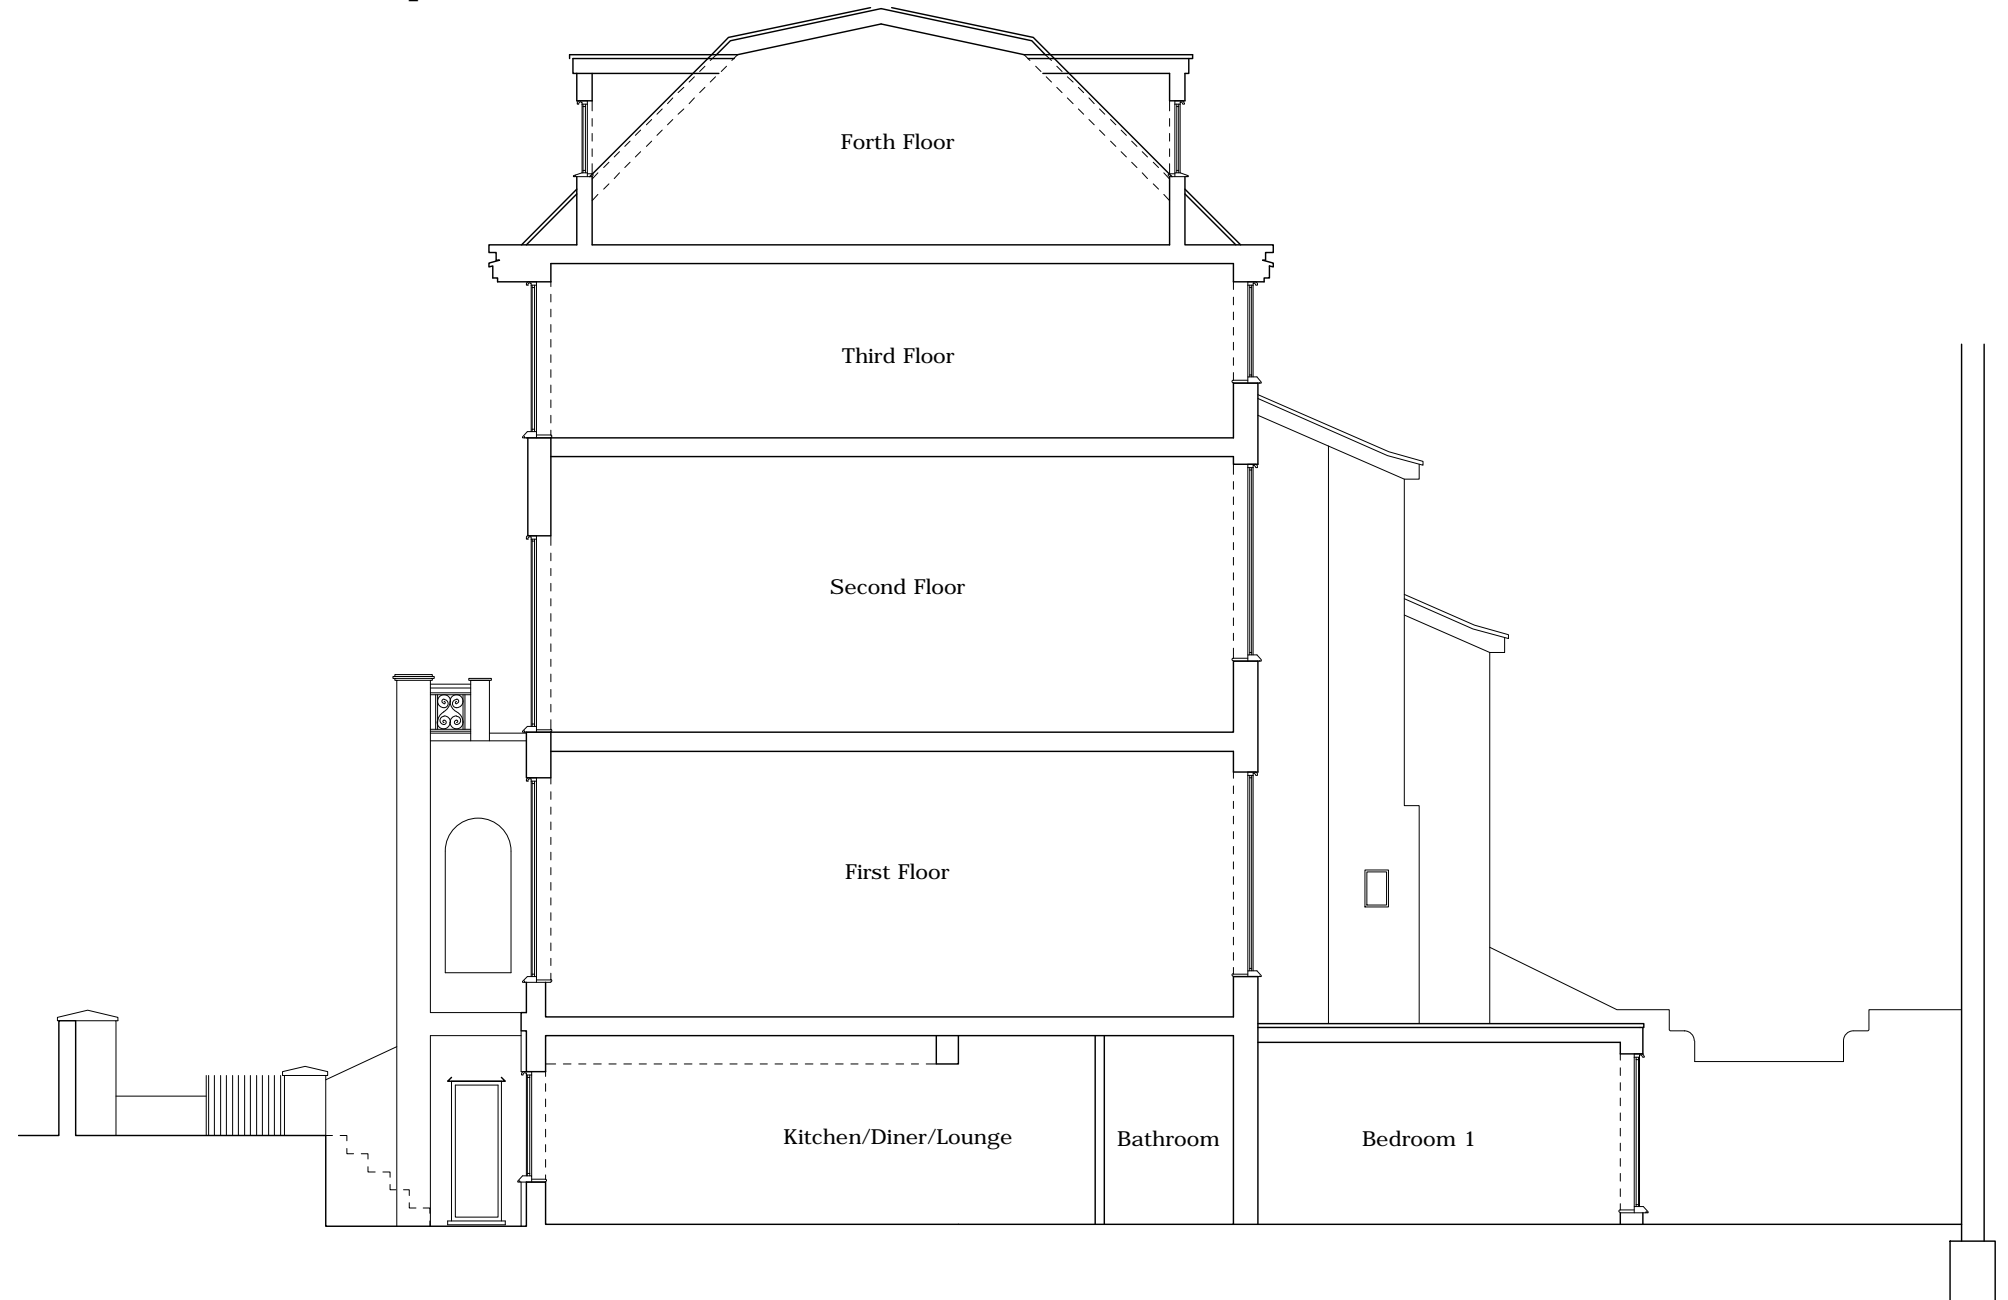 Forth Floor
Third Floor
Second Floor
First Floor
Kitchen/Diner/Lounge
Bathroom
Bedroom 1